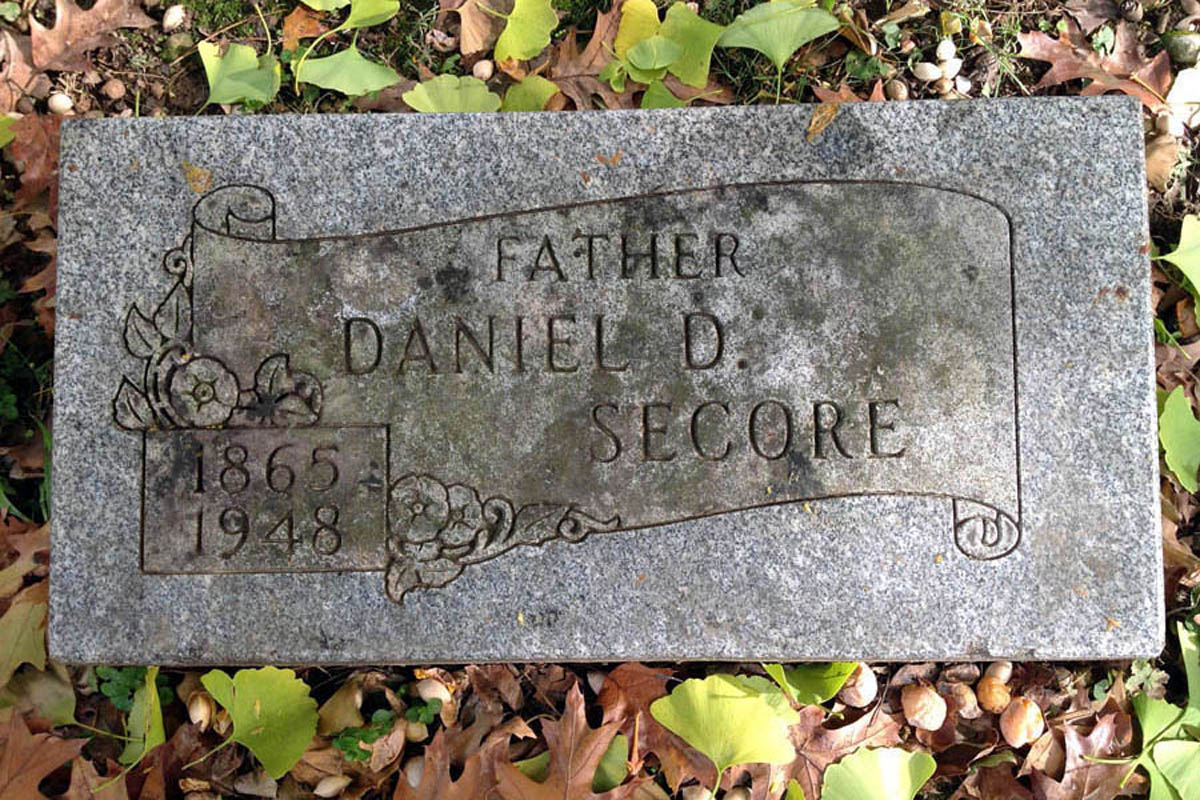 FATHER
DANIEL D.
SECORE
1865
1948